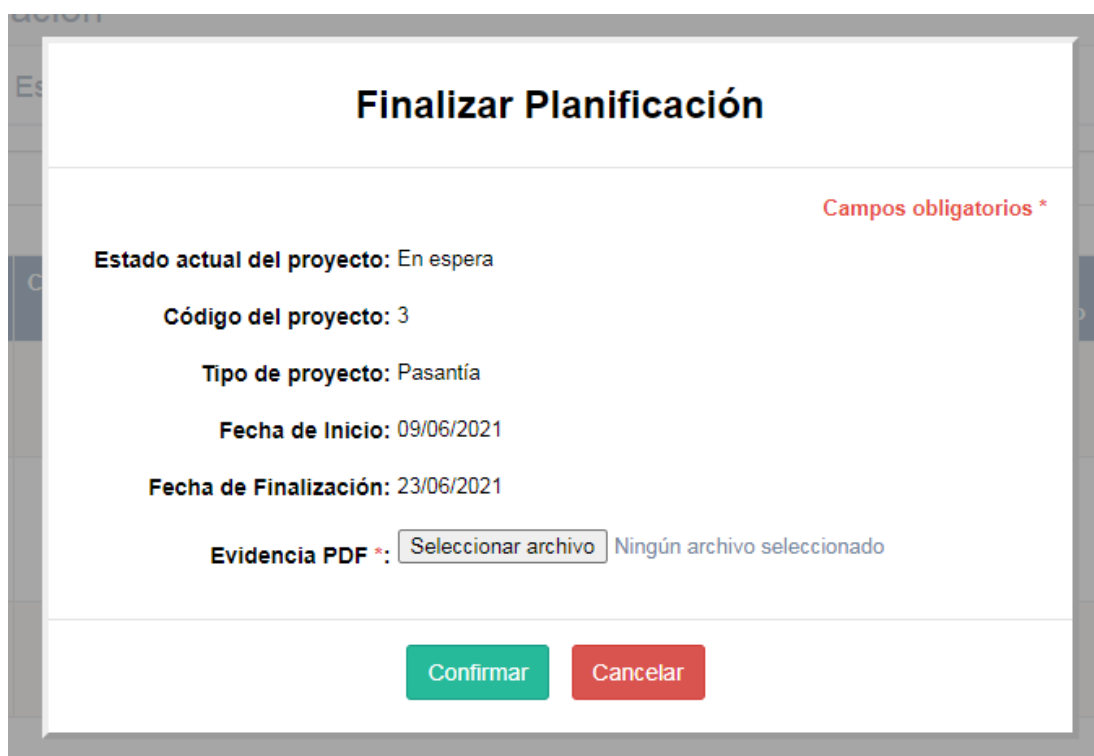 Finalizar Planificación
Campos obligatorios *
Estado actual del proyecto: En espera
Código del proyecto: 3
Tipo de proyecto: Pasantía
Fecha de Inicio: 09/06/2021
Fecha de Finalización: 23/06/2021
Evidencia PDF *: Seleccionar archivo Ningún archivo seleccionado
Confirmar Cancelar